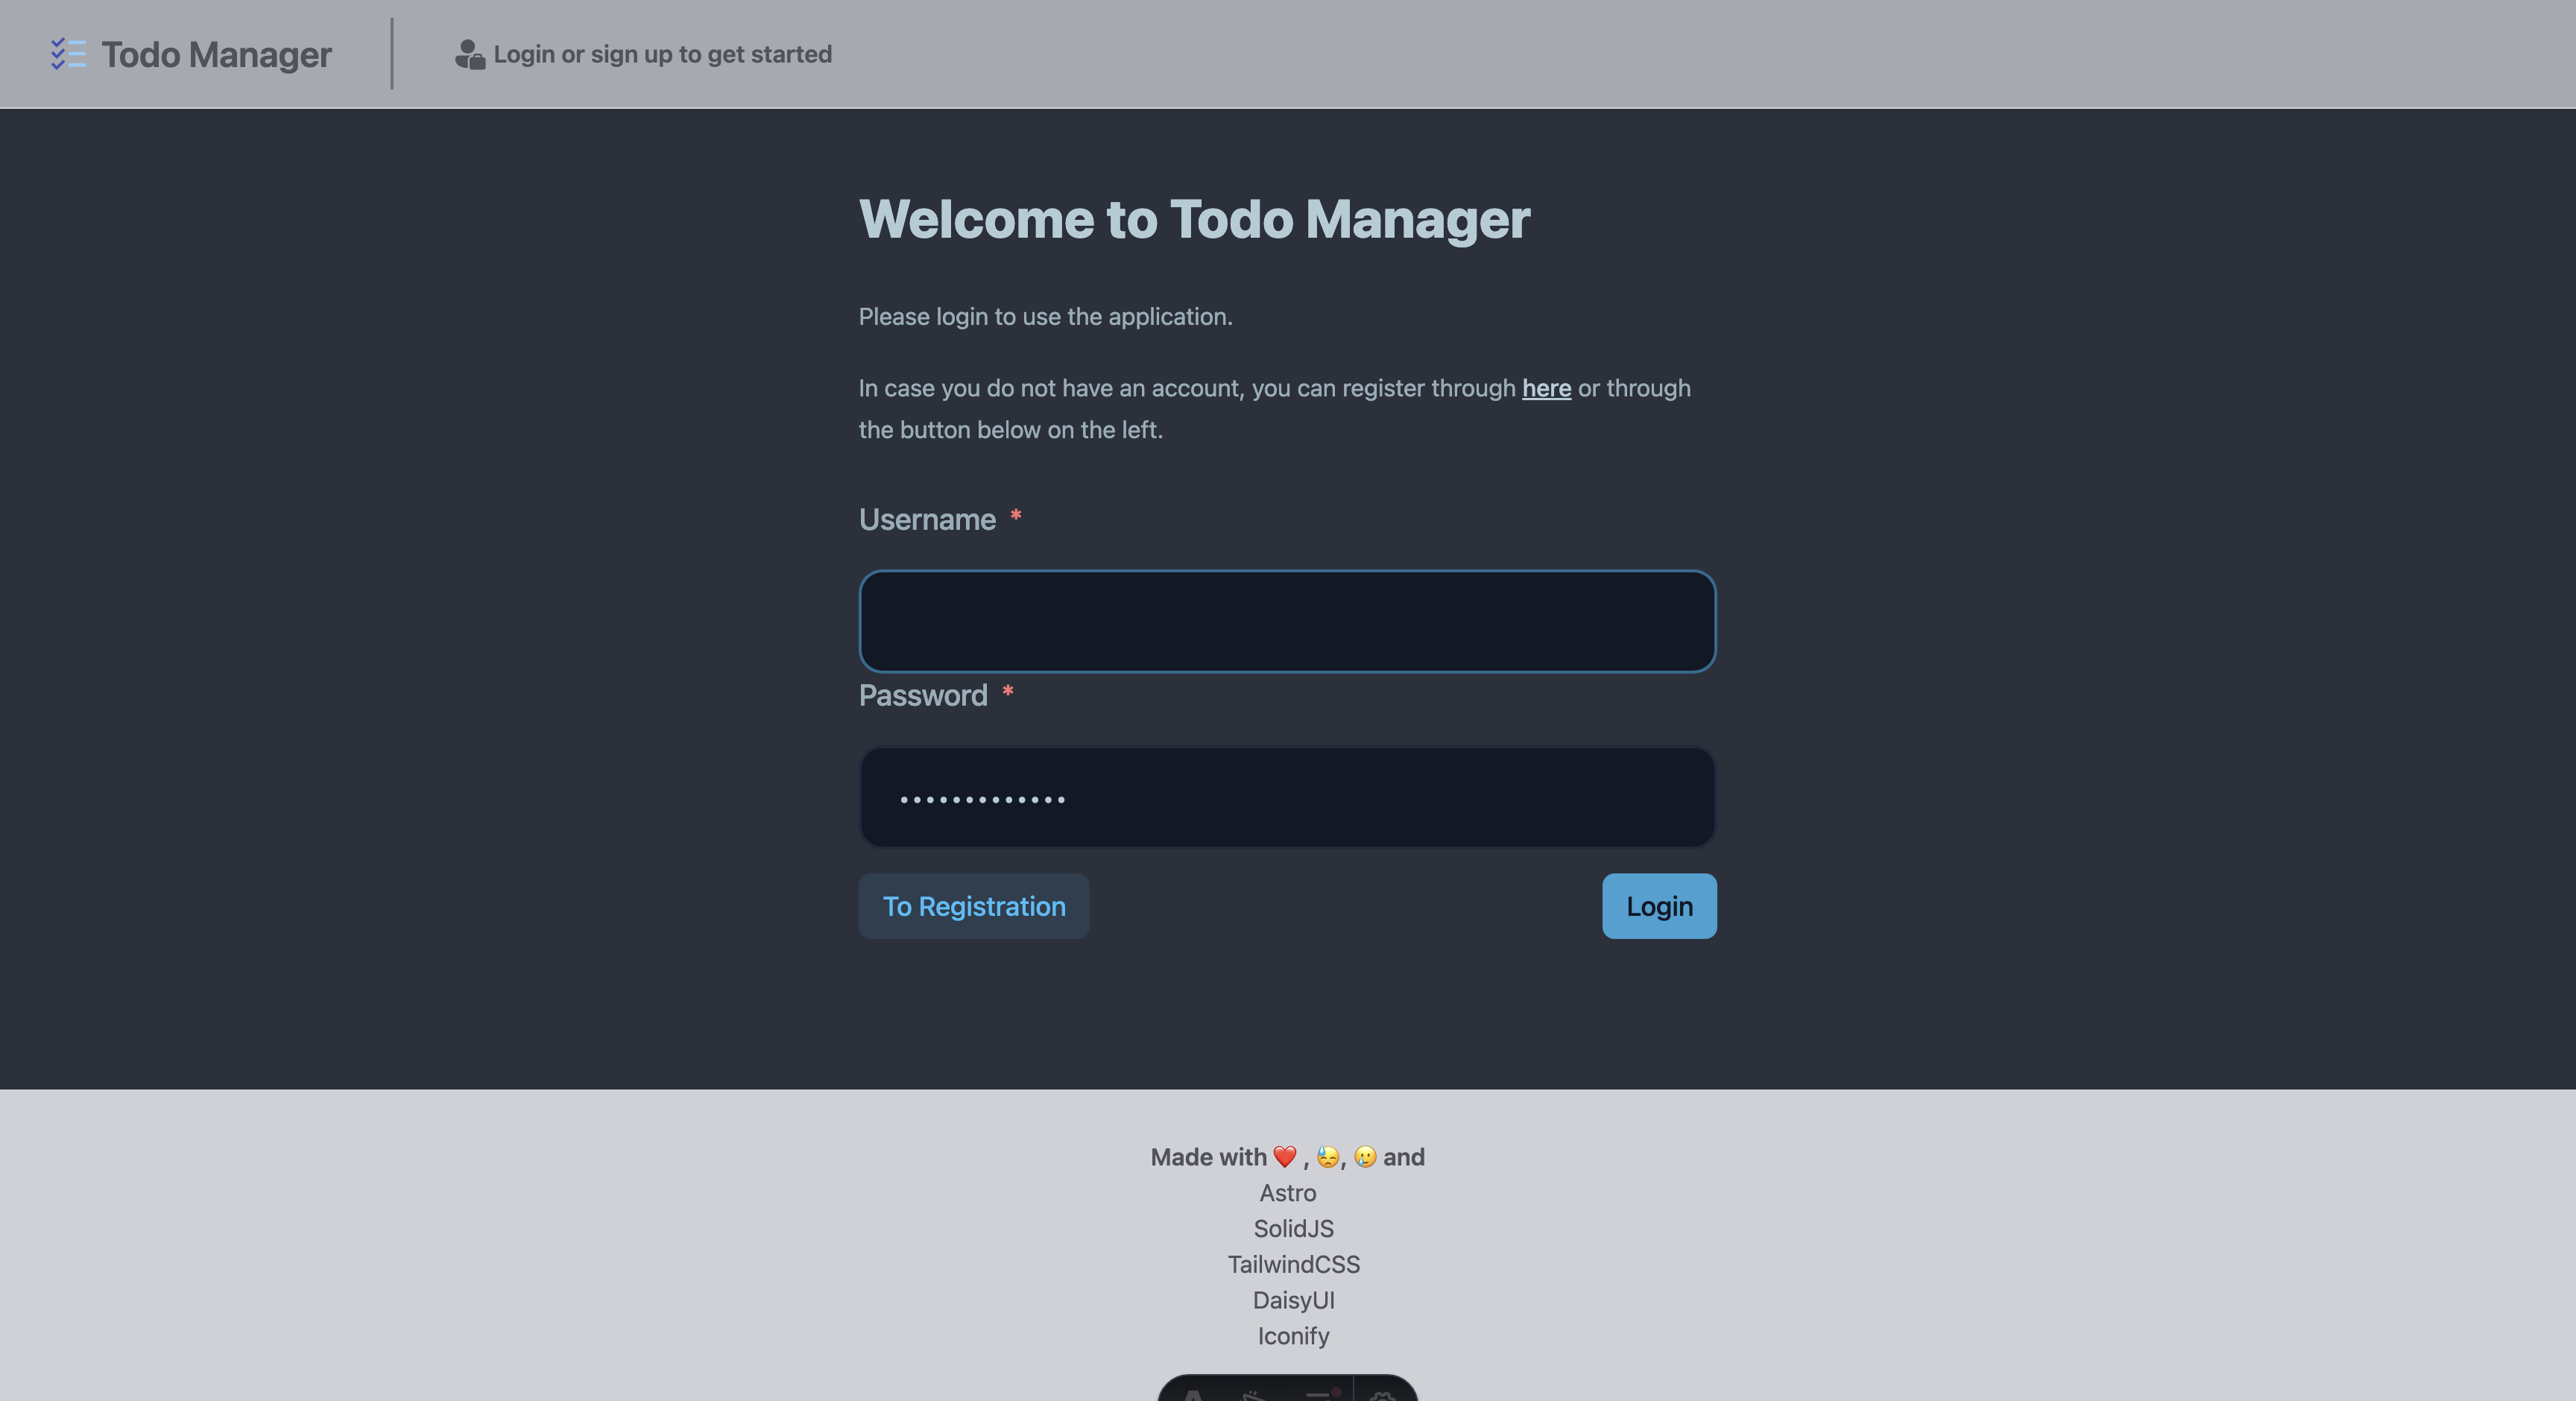 Todo Manager
Login or sign up to get started
Welcome to Todo Manager
Please login to use the application.
In case you do not have an account, you can register through here or through
the button below on the left.
Username *
Password *
•••••••••••••
To Registration
Login
Made with ❤️ , 😓, 🥲 and
Astro
SolidJS
TailwindCSS
DaisyUI
Iconify